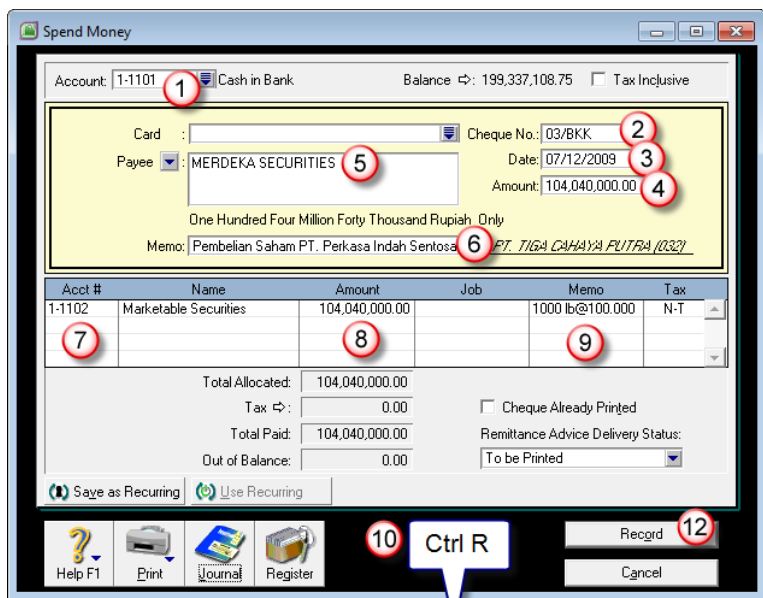 Spend Money
Account: 1-1101 Cash in Bank Balance ⇨: 199,337,108.75 Tax Inclusive
1
Card : Cheque No.: 03/BKK 2
Payee : MERDEKA SECURITIES 5 Date: 07/12/2009 3
Amount: 104,040,000.00 4
One Hundred Four Million Forty Thousand Rupiah Only
Memo: Pembelian Saham PT. Perkasa Indah Sentosa 6 PT. TIGA CAHAYA PUTRA (032)
Acct # Name Amount Job Memo Tax
1-1102 Marketable Securities 104,040,000.00 1000 lb@100.000 N-T
7 8 9
Total Allocated: 104,040,000.00
Tax ⇨: 0.00 Cheque Already Printed
Total Paid: 104,040,000.00 Remittance Advice Delivery Status:
Out of Balance: 0.00 To be Printed
Save as Recurring Use Recurring
10 Ctrl R Record 12
Help F1 Print Journal Register Cancel